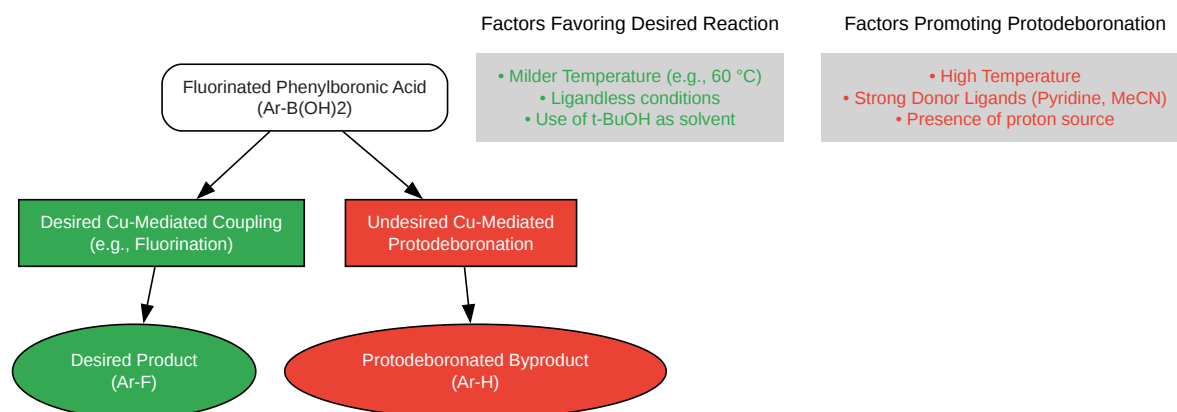 Factors Favoring Desired Reaction
• Milder Temperature (e.g., 60 °C)
• Ligandless conditions
• Use of t-BuOH as solvent
Factors Promoting Protodeboronation
• High Temperature
• Strong Donor Ligands (Pyridine, MeCN)
• Presence of proton source
Fluorinated Phenylboronic Acid
(Ar-B(OH)2)
Desired Cu-Mediated Coupling
(e.g., Fluorination)
Undesired Cu-Mediated
Protodeboronation
Desired Product
(Ar-F)
Protodeboronated Byproduct
(Ar-H)